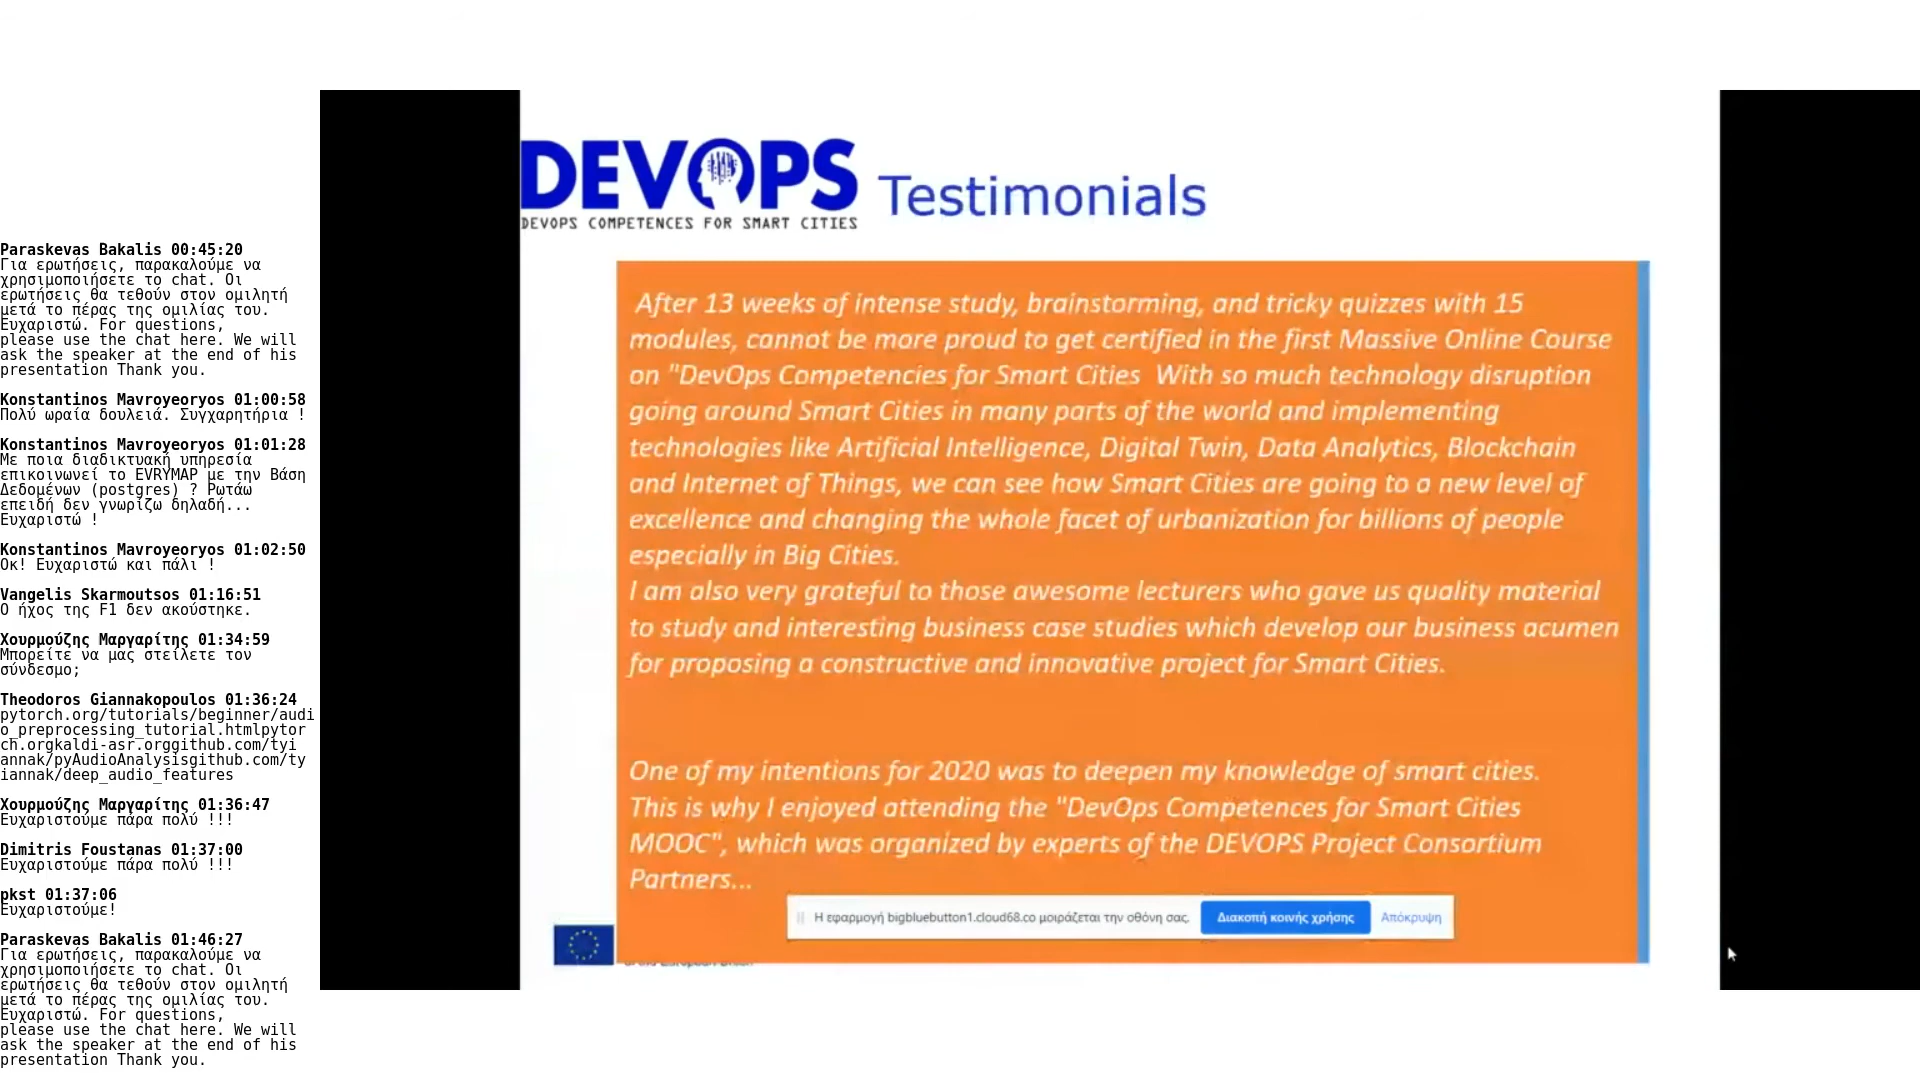 Paraskevas Bakalis 00:45:20
Για ερωτήσεις, παρακαλούμε να
χρησιμοποιήσετε το chat. Οι
ερωτήσεις θα τεθούν στον ομιλητή
μετά το πέρας της ομιλίας του.
Ευχαριστώ. For questions,
please use the chat here. We will
ask the speaker at the end of his
presentation Thank you.
Konstantinos Mavroyeoryos 01:00:58
Πολύ ωραία δουλειά. Συγχαρητήρια !
Konstantinos Mavroyeoryos 01:01:28
Με ποια διαδικτυακή υπηρεσία
επικοινωνεί το EVRYMAP με την Βάση
Δεδομένων (postgres) ? Ρωτάω
επειδή δεν γνωρίζω δηλαδή...
Ευχαριστώ !
Konstantinos Mavroyeoryos 01:02:50
Οκ! Ευχαριστώ και πάλι !
Vangelis Skarmoutsos 01:16:51
Ο ήχος της F1 δεν ακούστηκε.
Χουρμούζης Μαργαρίτης 01:34:59
Μπορείτε να μας στείλετε τον
σύνδεσμο;
Theodoros Giannakopoulos 01:36:24
pytorch.org/tutorials/beginner/audi
o_preprocessing_tutorial.htmlpytor
ch.orgkaldi-asr.orggithub.com/tyi
annak/pyAudioAnalysisgithub.com/ty
iannak/deep_audio_features
Χουρμούζης Μαργαρίτης 01:36:47
Ευχαριστούμε πάρα πολύ !!!
Dimitris Foustanas 01:37:00
Ευχαριστούμε πάρα πολύ !!!
pkst 01:37:06
Ευχαριστούμε!
Paraskevas Bakalis 01:46:27
Για ερωτήσεις, παρακαλούμε να
χρησιμοποιήσετε το chat. Οι
ερωτήσεις θα τεθούν στον ομιλητή
μετά το πέρας της ομιλίας του.
Ευχαριστώ. For questions,
please use the chat here. We will
ask the speaker at the end of his
presentation Thank you.
DEVOPS
DEVOPS COMPETENCES FOR SMART CITIES
Testimonials
After 13 weeks of intense study, brainstorming, and tricky quizzes with 15
modules, cannot be more proud to get certified in the first Massive Online Course
on "DevOps Competencies for Smart Cities With so much technology disruption
going around Smart Cities in many parts of the world and implementing
technologies like Artificial Intelligence, Digital Twin, Data Analytics, Blockchain
and Internet of Things, we can see how Smart Cities are going to a new level of
excellence and changing the whole facet of urbanization for billions of people
especially in Big Cities.
I am also very grateful to those awesome lecturers who gave us quality material
to study and interesting business case studies which develop our business acumen
for proposing a constructive and innovative project for Smart Cities.
One of my intentions for 2020 was to deepen my knowledge of smart cities.
This is why I enjoyed attending the "DevOps Competences for Smart Cities
MOOC", which was organized by experts of the DEVOPS Project Consortium
Partners...
Η εφαρμογή bigbluebutton1.cloud68.co μοιράζεται την οθόνη σας. Διακοπή κοινής χρήσης Απόκρυψη